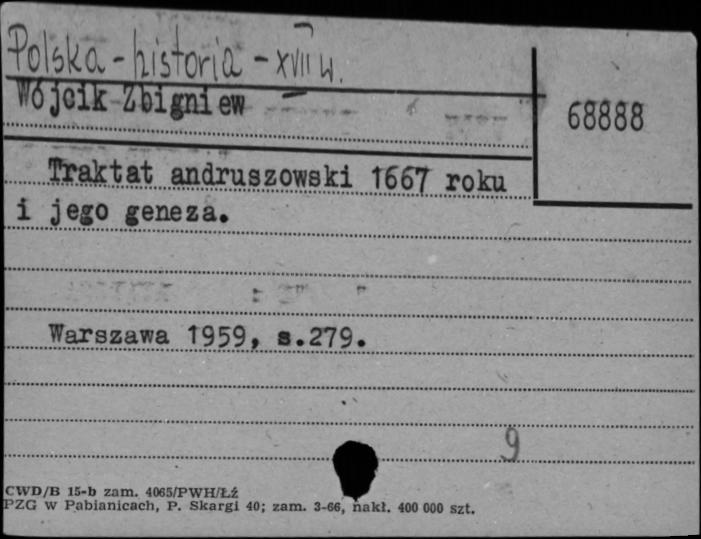 Polska - historia - XVII w.
Wójcik Zbigniew
68888
Traktat andruszowski 1667 roku
i jego geneza.
Warszawa 1959, s.279.
9
CWD/B 15-b zam. 4065/PWH/Łź
PZG w Pabianicach, P. Skargi 40; zam. 3-66, nakł. 400 000 szt.